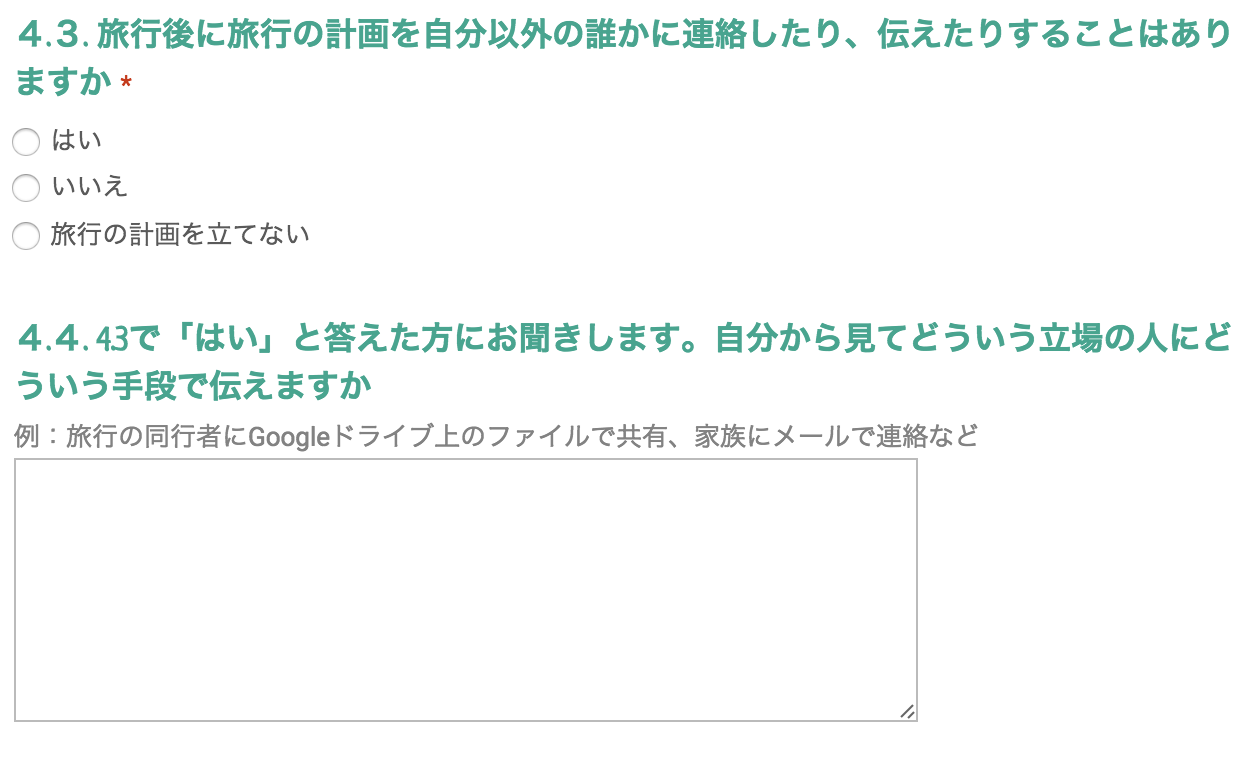 ４.３. 旅行後に旅行の計画を自分以外の誰かに連絡したり、伝えたりすることはあり
ますか *
はい
いいえ
旅行の計画を立てない
４.４. 4.3で「はい」と答えた方にお聞きします。自分から見てどういう立場の人にど
ういう手段で伝えますか
例：旅行の同行者にGoogleドライブ上のファイルで共有、家族にメールで連絡など